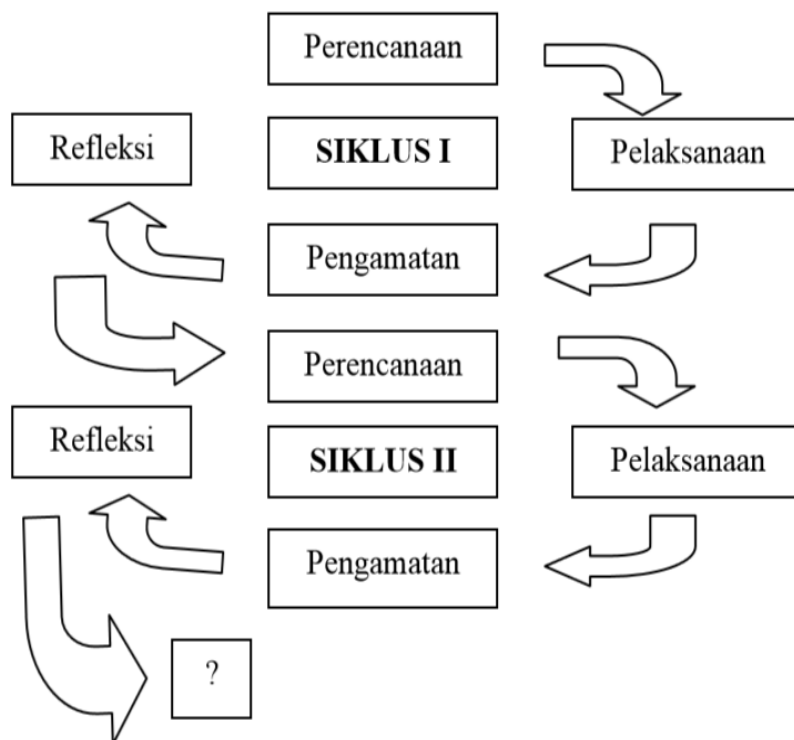 Perencanaan
Refleksi
SIKLUS I
Pelaksanaan
Pengamatan
Perencanaan
Refleksi
SIKLUS II
Pelaksanaan
Pengamatan
?